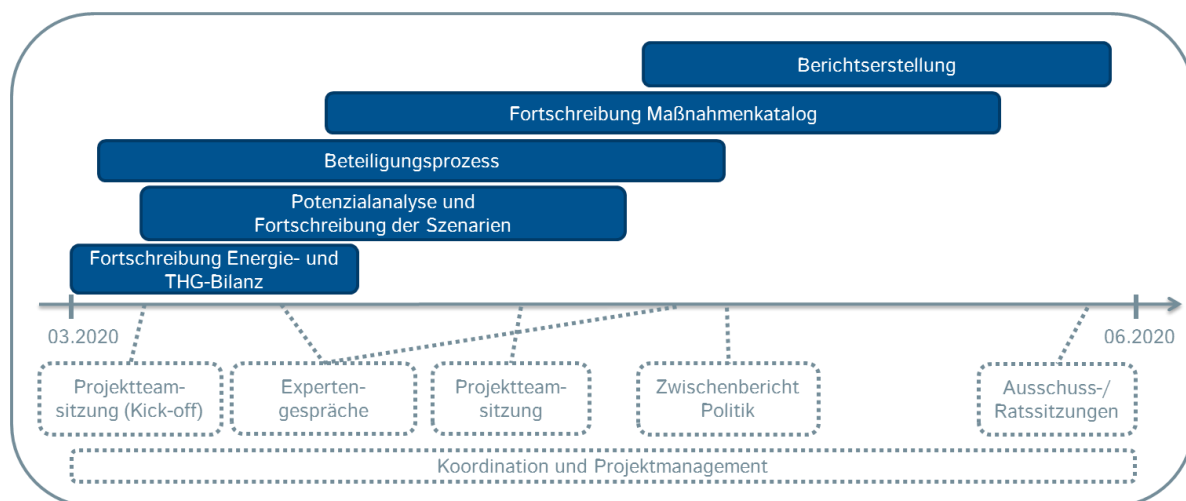 Berichtserstellung
Fortschreibung Maßnahmenkatalog
Beteiligungsprozess
Potenzialanalyse und
Fortschreibung der Szenarien
Fortschreibung Energie- und
THG-Bilanz
03.2020
06.2020
Projektteam-
sitzung (Kick-off)
Experten-
gespräche
Projektteam-
sitzung
Zwischenbericht
Politik
Ausschuss-/
Ratssitzungen
Koordination und Projektmanagement